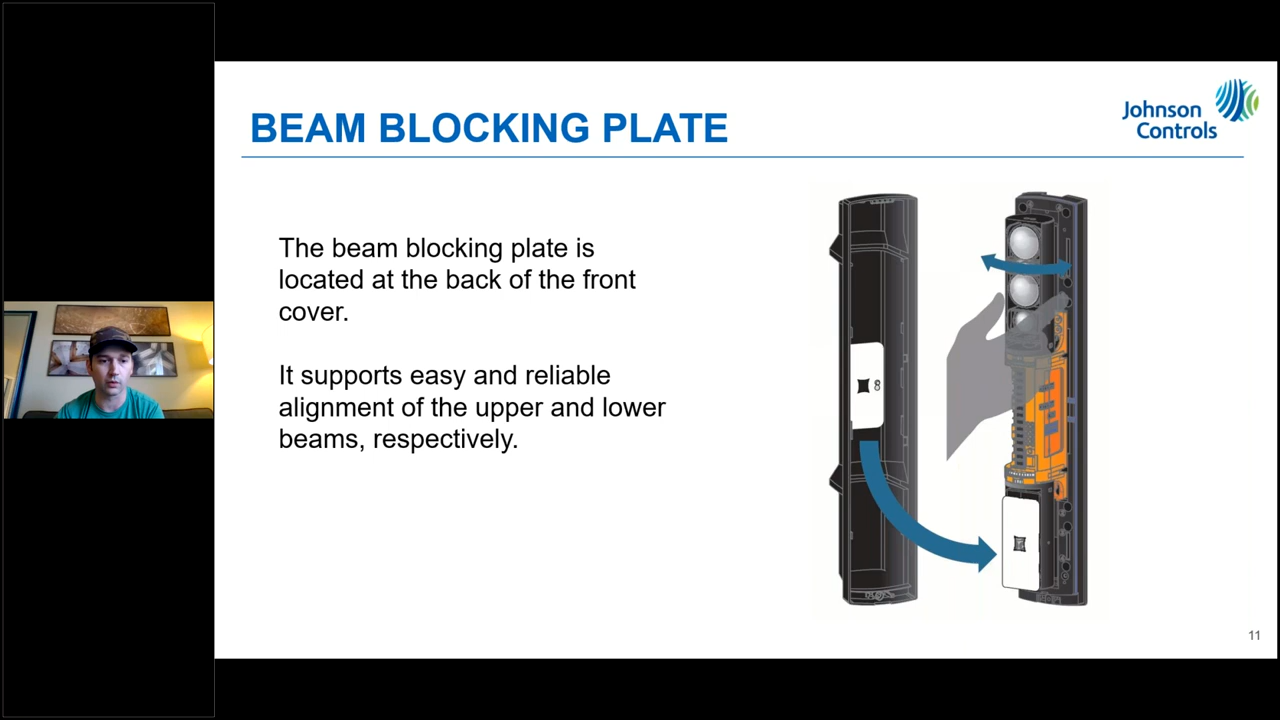 BEAM BLOCKING PLATE
Johnson
Controls
The beam blocking plate is
located at the back of the front
cover.
It supports easy and reliable
alignment of the upper and lower
beams, respectively.
11